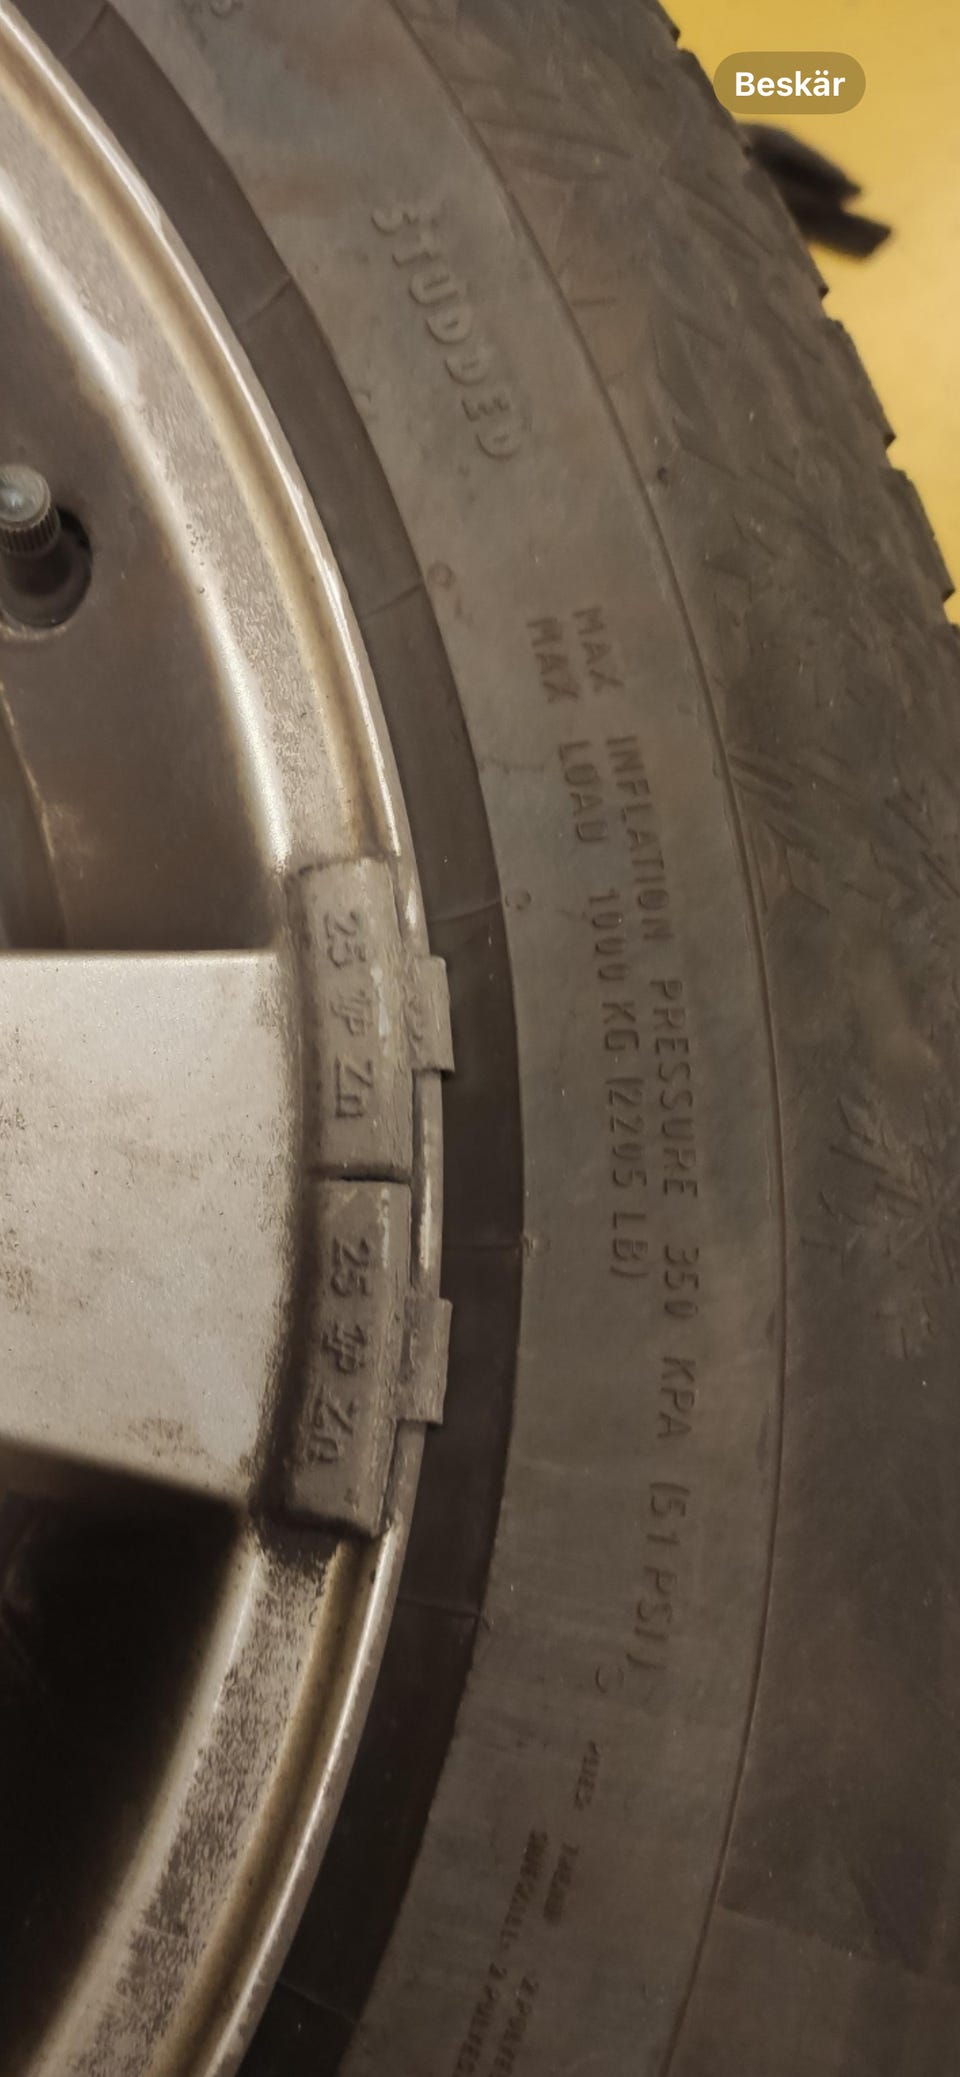 Beskär
STUDDED
MAX INFLATION PRESSURE 350 KPA (51 PSI)
MAX LOAD 1000 KG (2205 LB)
25 Zn
25 Zn